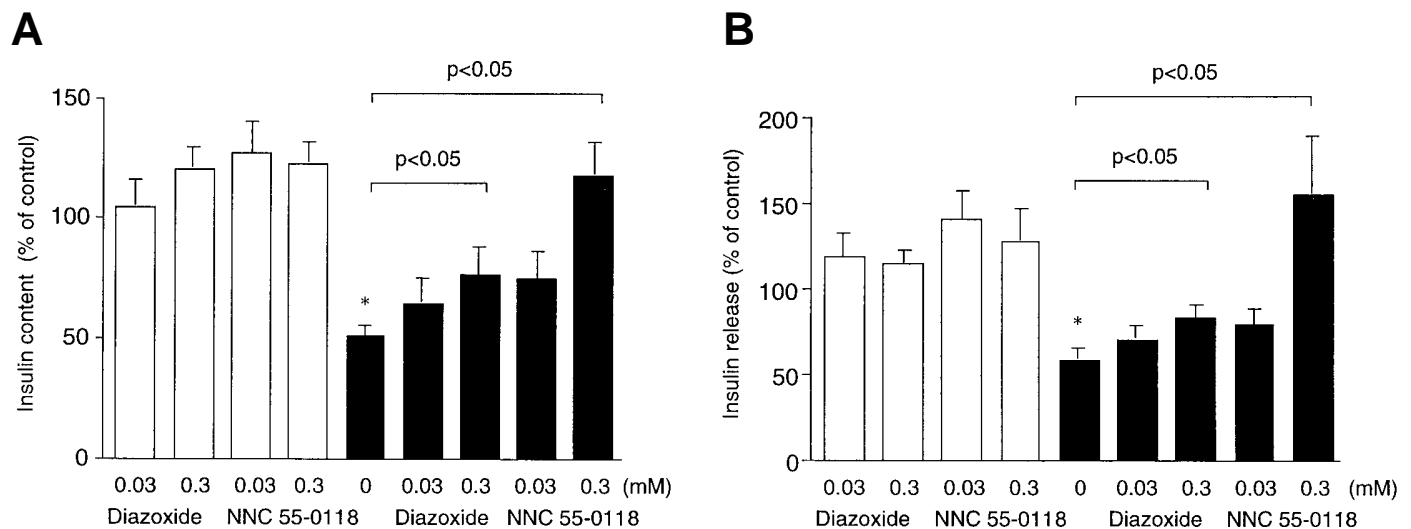 A
Insulin content (% of control)
150
100
50
0
p<0.05
p<0.05
*
0.03 0.3 0.03 0.3 0 0.03 0.3 0.03 0.3 (mM)
Diazoxide NNC 55-0118 Diazoxide NNC 55-0118
B
Insulin release (% of control)
200
150
100
50
0
p<0.05
p<0.05
*
0.03 0.3 0.03 0.3 0 0.03 0.3 0.03 0.3 (mM)
Diazoxide NNC 55-0118 Diazoxide NNC 55-0118